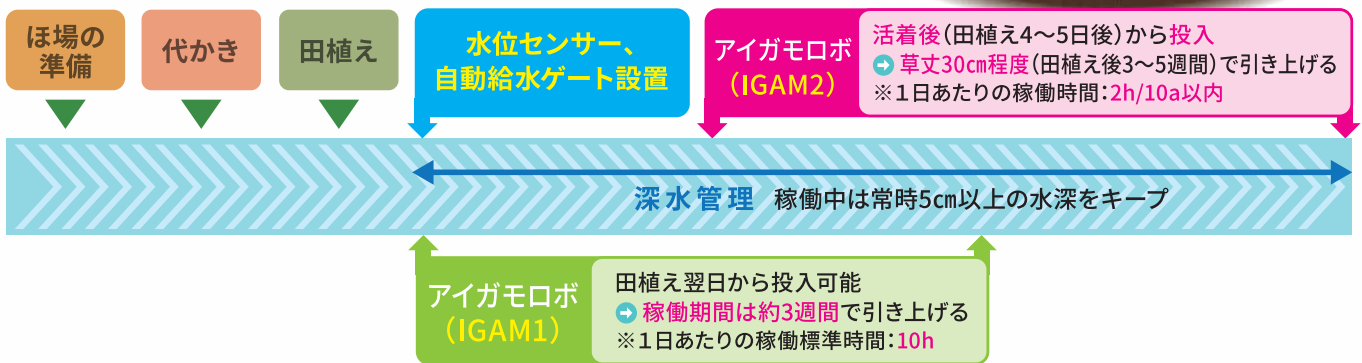 ほ場の
準備
代かき
田植え
水位センサー、
自動給水ゲート設置
アイガモロボ
（IGAM2）
活着後（田植え4～5日後）から投入
草丈30㎝程度（田植え後3～5週間）で引き上げる
※１日あたりの稼働時間：2h/10a以内
深水管理 稼働中は常時5㎝以上の水深をキープ
アイガモロボ
（IGAM1）
田植え翌日から投入可能
稼働期間は約3週間で引き上げる
※１日あたりの稼働標準時間：10h